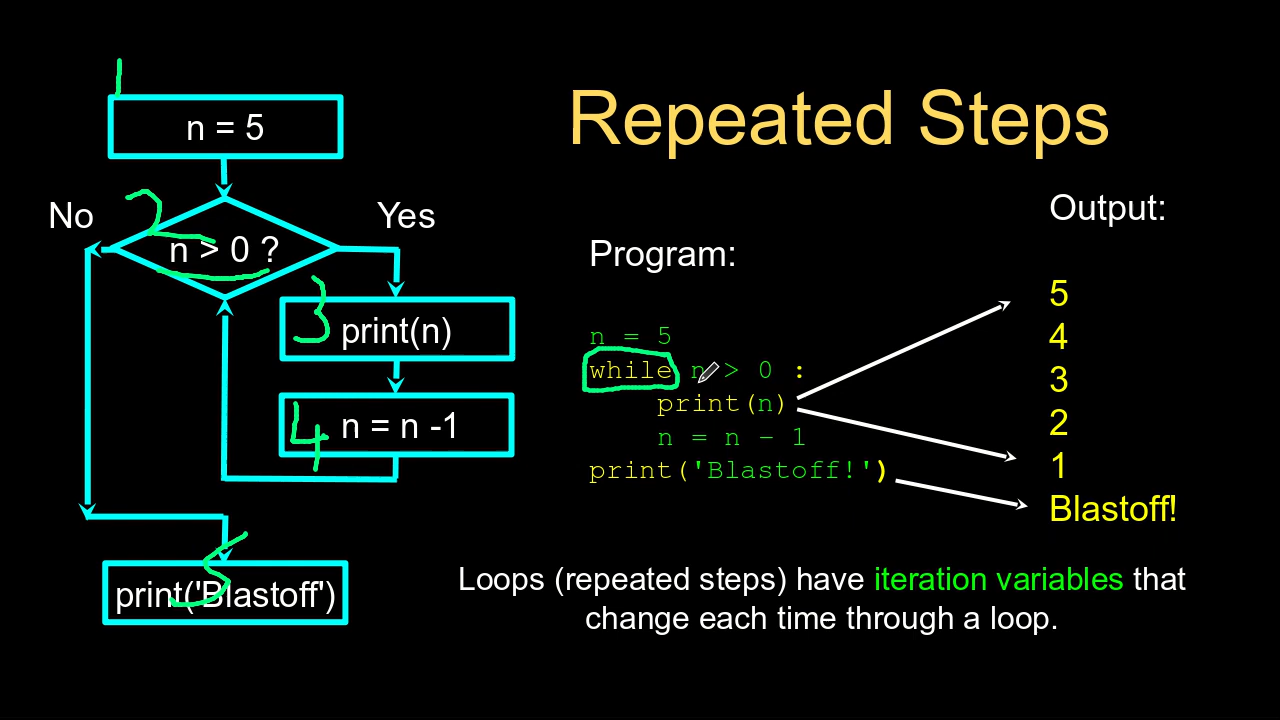 Repeated Steps
1
n = 5
No
2
n > 0 ?
Yes
3
print(n)
4
n = n -1
5
print('Blastoff')
Program:
n = 5
while n > 0 :
    print(n)
    n = n - 1
print('Blastoff!')
Output:
5
4
3
2
1
Blastoff!
Loops (repeated steps) have iteration variables that
change each time through a loop.